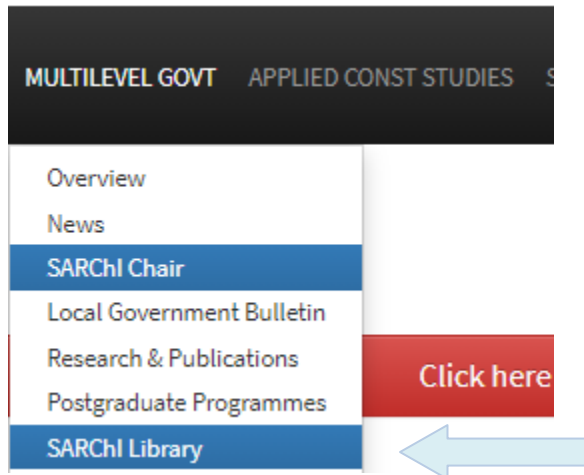 MULTILEVEL GOVT APPLIED CONST STUDIES S
Overview
News
SARChI Chair
Local Government Bulletin
Research & Publications
Click here
Postgraduate Programmes
SARChI Library